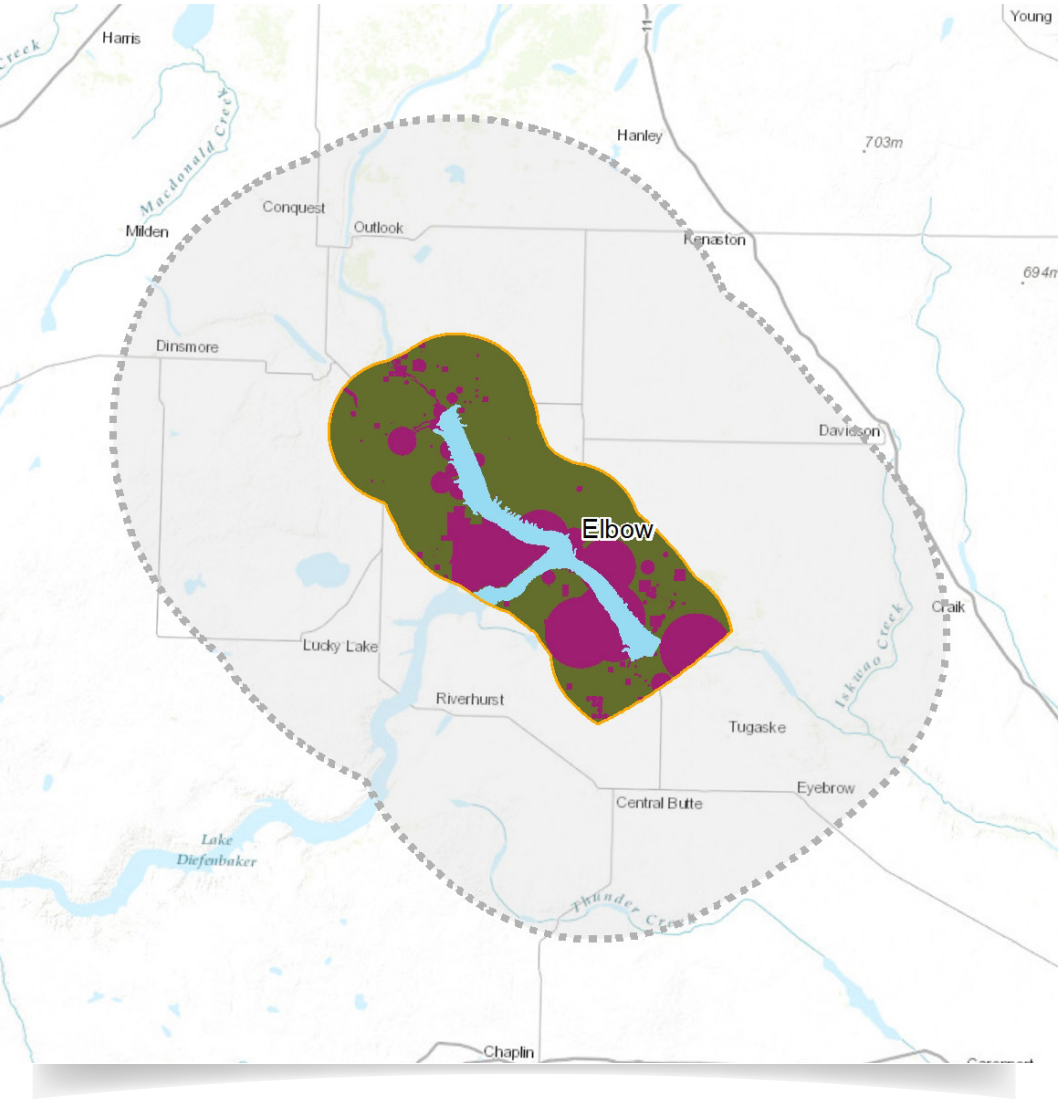 Young
Harris
Creek
11
Hanley
703m
Macdonald Creek
Conquest
Milden
Outlook
Kenaston
694m
Dinsmore
Davidson
Elbow
Craik
Lucky Lake
Iskwao Creek
Riverhurst
Tugaske
Eyebrow
Central Butte
Lake
Diefenbaker
Thunder Creek
Chaplin